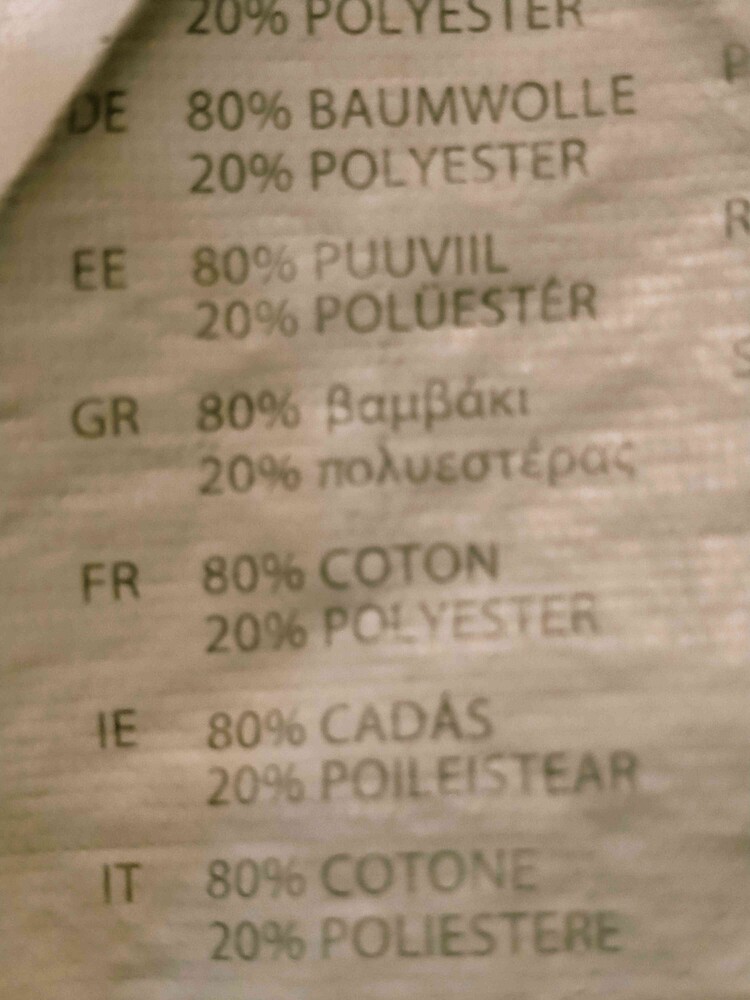 20% POLYESTER
DE 80% BAUMWOLLE
20% POLYESTER
EE 80% PUUVIIL
20% POLÜESTER
GR 80% βαμβάκι
20% πολυεστέρας
FR 80% COTON
20% POLYESTER
IE 80% CADÁS
20% POILEISTEAR
IT 80% COTONE
20% POLIESTERE
P
R
S